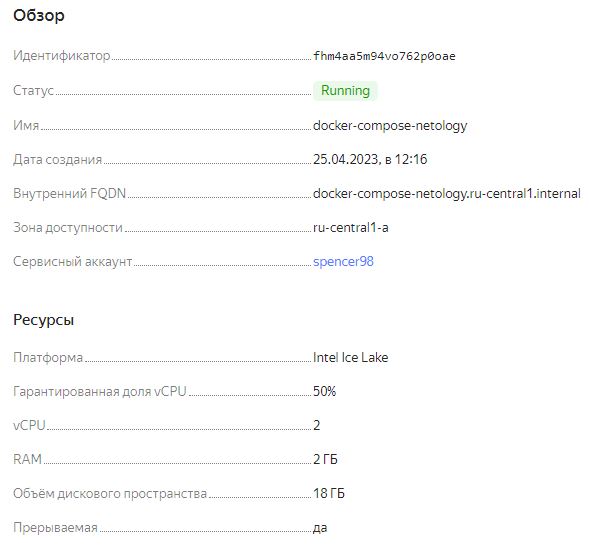 Обзор
Идентификатор fhm4aa5m94vo762p0oae
Статус Running
Имя docker-compose-netology
Дата создания 25.04.2023, в 12:16
Внутренний FQDN docker-compose-netology.ru-central1.internal
Зона доступности ru-central1-a
Сервисный аккаунт spencer98
Ресурсы
Платформа Intel Ice Lake
Гарантированная доля vCPU 50%
vCPU 2
RAM 2 ГБ
Объём дискового пространства 18 ГБ
Прерываемая да